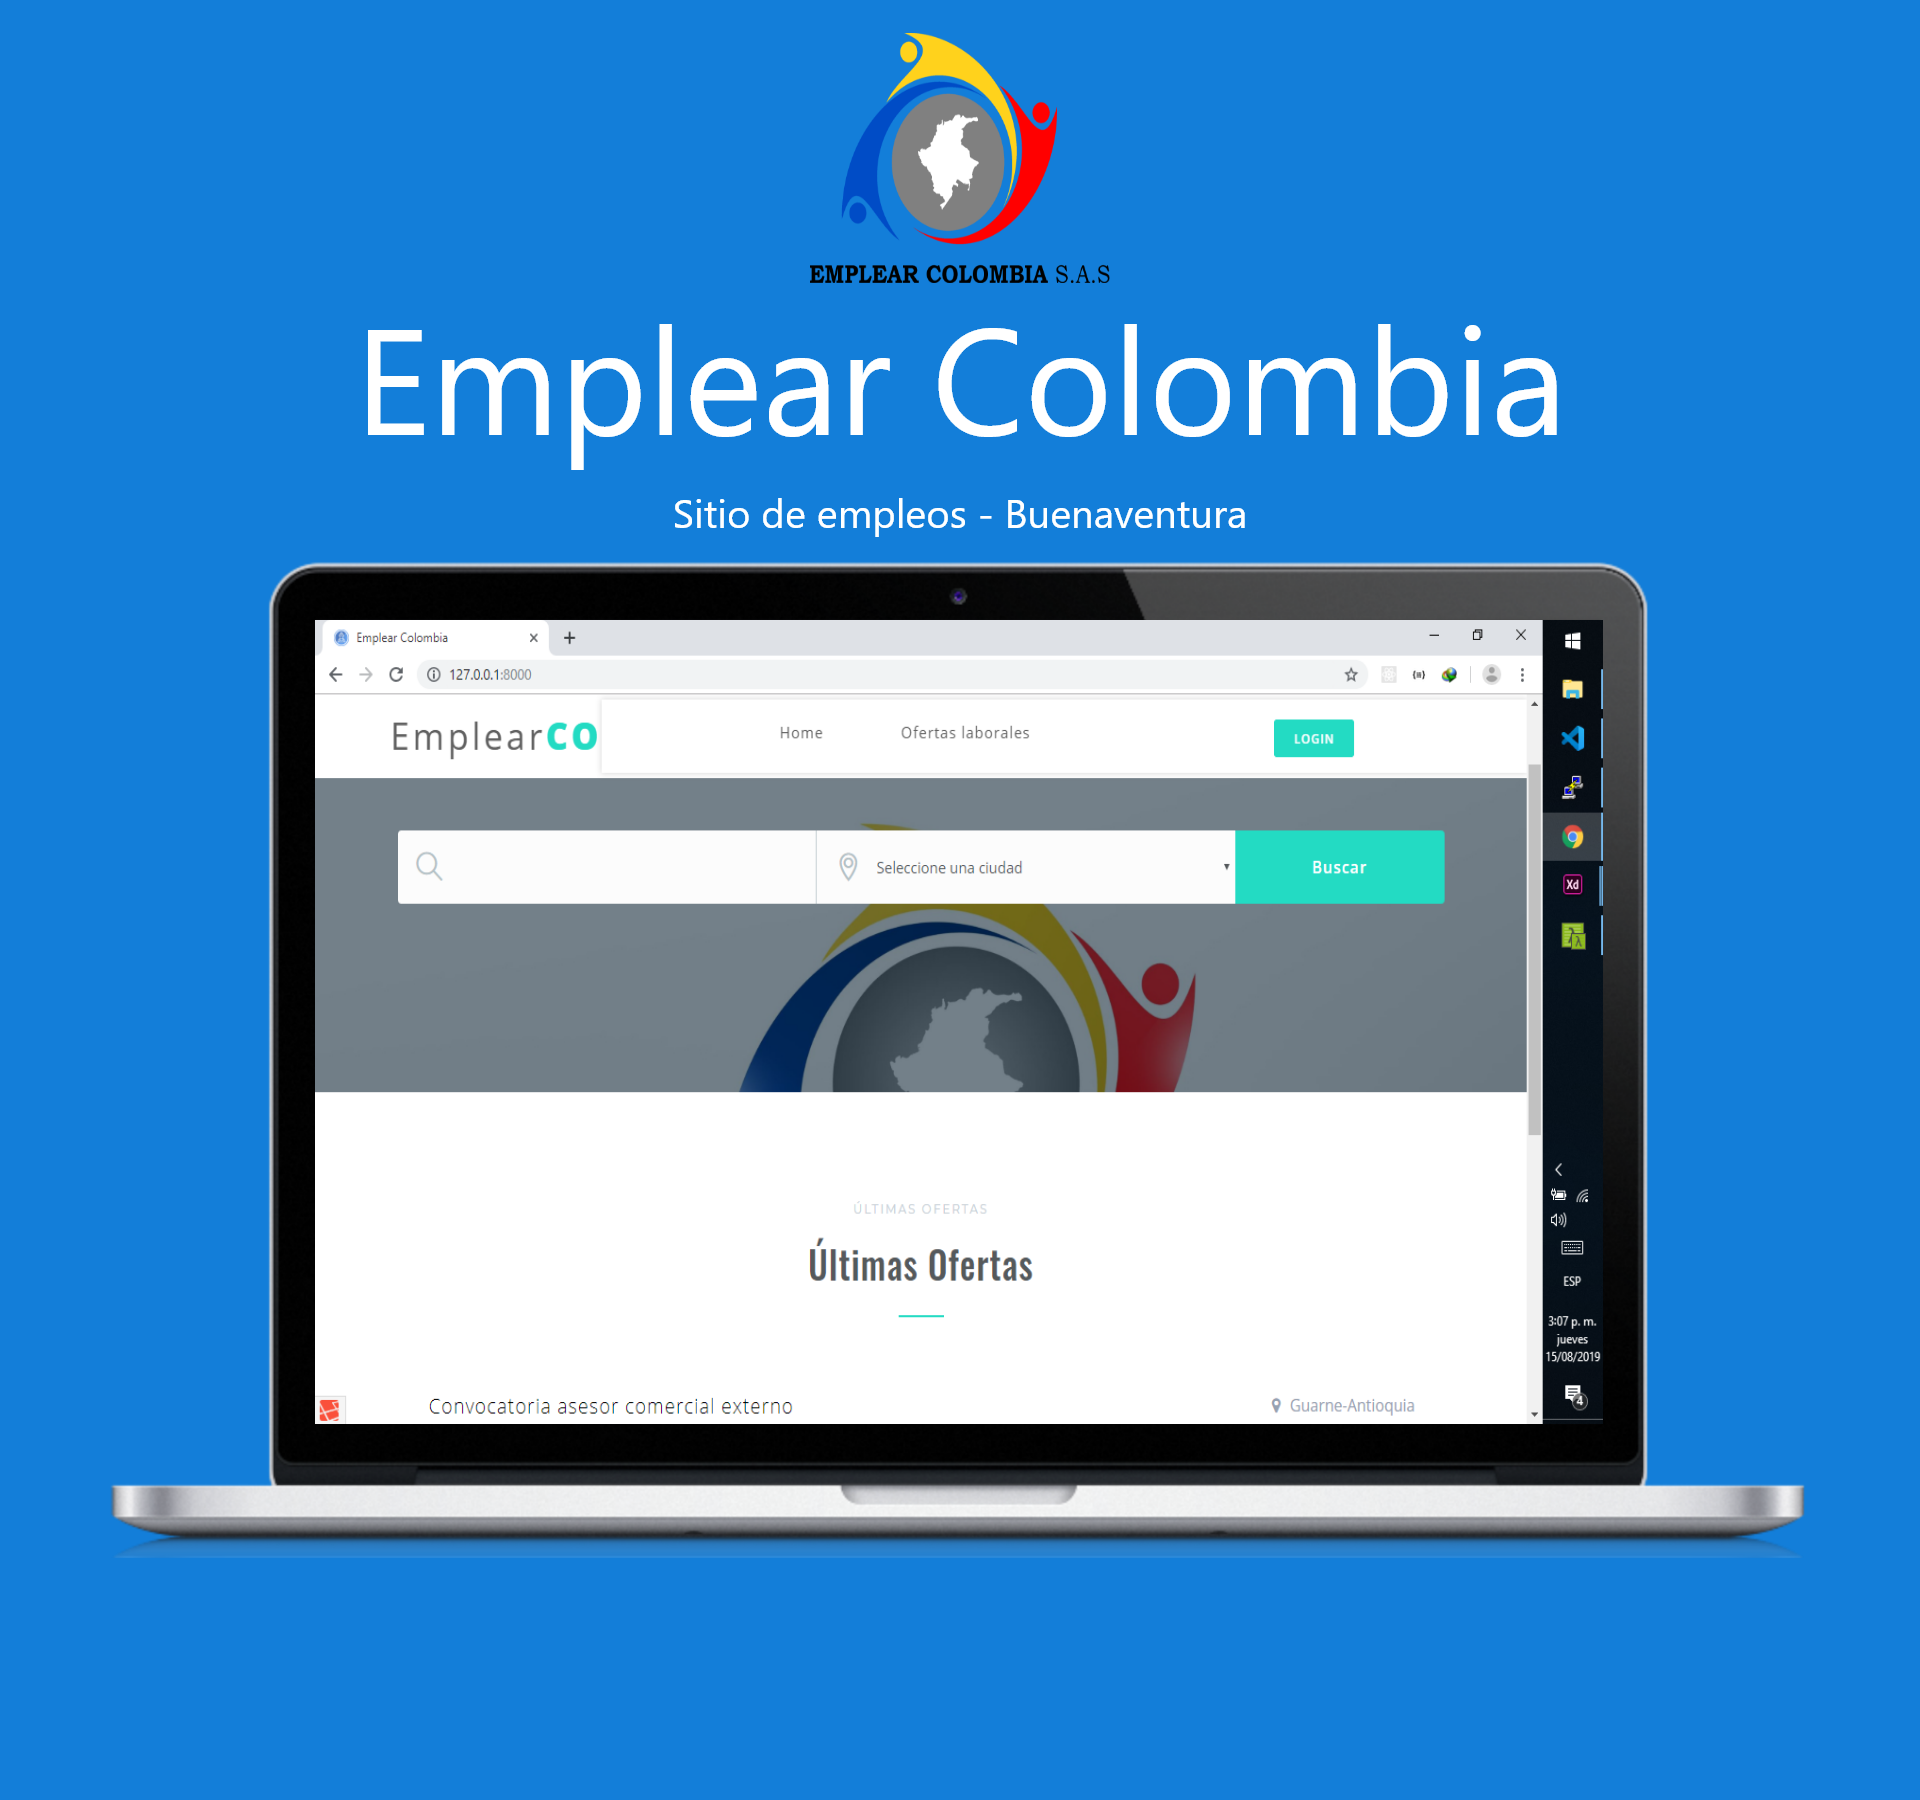 EMPLEAR COLOMBIA S.A.S
Emplear Colombia
Sitio de empleos - Buenaventura
Emplear Colombia
127.0.0.1:8000
Emplearco
Home
Ofertas laborales
LOGIN
Seleccione una ciudad
Buscar
ÚLTIMAS OFERTAS
Últimas Ofertas
Convocatoria asesor comercial externo
Guarne-Antioquia
Xd
ESP
3:07 p. m.
jueves
15/08/2019
4